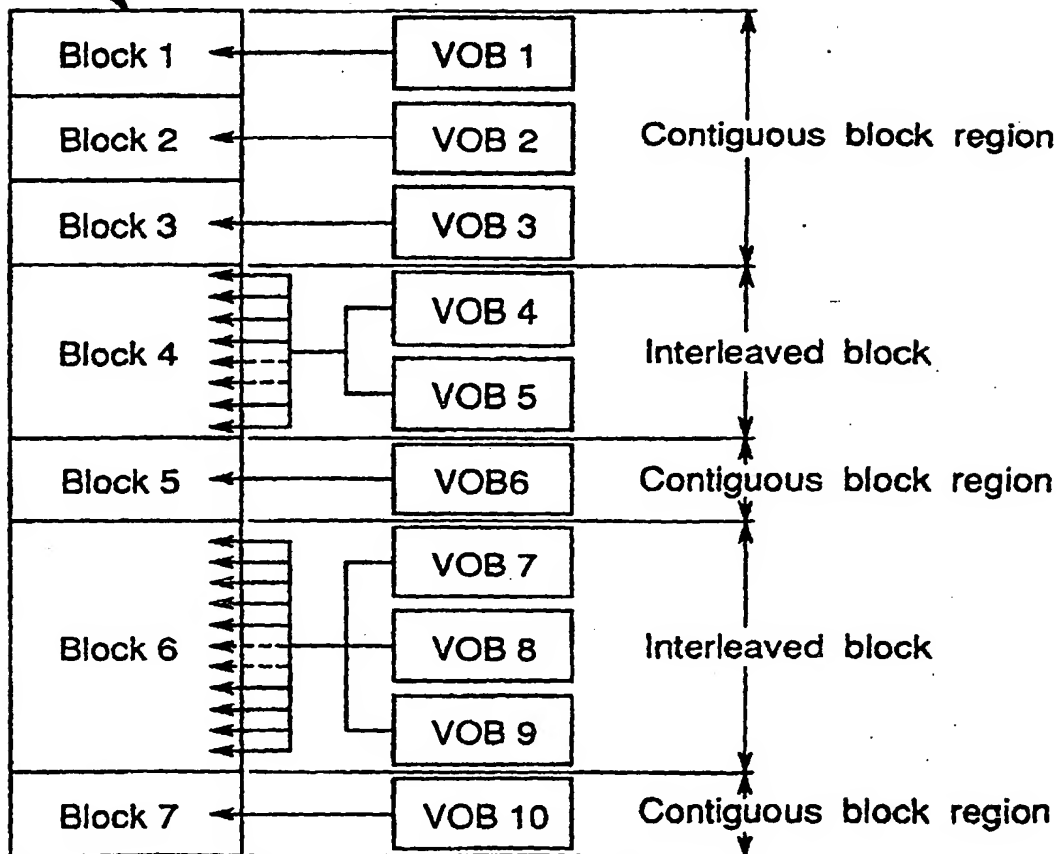 Block 1
VOB 1
Block 2
VOB 2
Contiguous block region
Block 3
VOB 3
VOB 4
Block 4
Interleaved block
VOB 5
Block 5
VOB6
Contiguous block region
VOB 7
Block 6
VOB 8
Interleaved block
VOB 9
Block 7
VOB 10
Contiguous block region